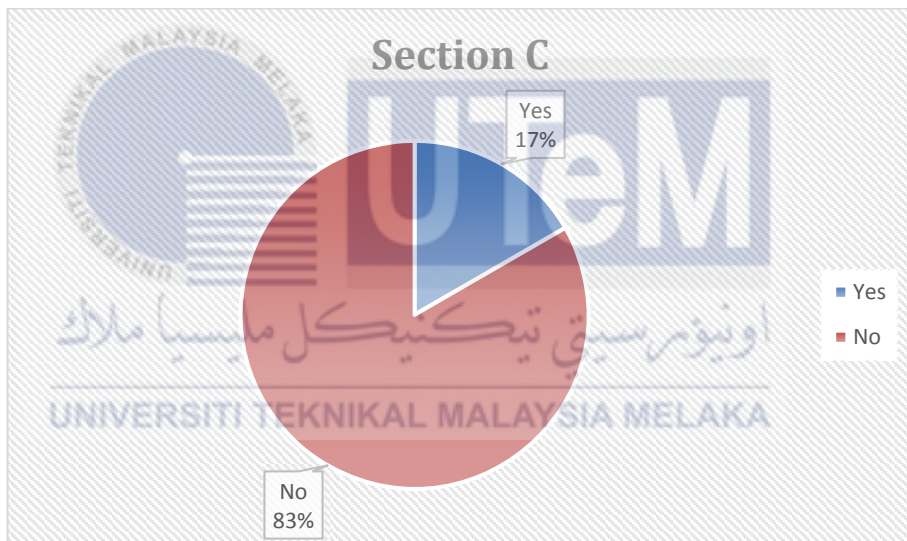 Section C
UNIVERSITI TEKNIKAL MALAYSIA MELAKA
UTeM
Yes
17%
Yes
No
اونيۏرسيتي تيكنيكل مليسيا ملاك
UNIVERSITI TEKNIKAL MALAYSIA MELAKA
No
83%